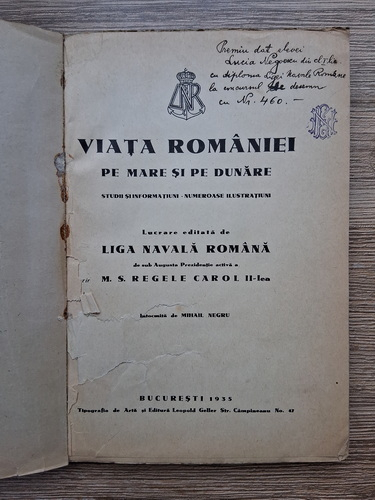 Premiu dat elevei
Lucia Negoescu din cl.
cu diploma Ligei Navale Române
la concursul de desemn
cu Nr. 460. —
LNR
VIAȚA ROMÂNIEI
PE MARE ȘI PE DUNĂRE
STUDII ȘI INFORMAȚIUNI - NUMEROASE ILUSTRAȚIUNI
Lucrare editată de
LIGA NAVALĂ ROMÂNĂ
de sub Augusta Prezidenție activă a
M. S. REGELE CAROL II-lea
Întocmită de MIHAIL NEGRU
BUCUREȘTI 1935
Tipografia de Artă și Editură Leopold Geller Str. Câmpineanu No. 47